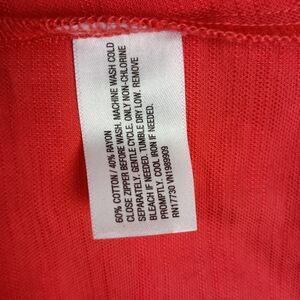 60% COTTON / 40% RAYON
CLOSE ZIPPER BEFORE WASH. MACHINE WASH COLD
SEPARATELY, GENTLE CYCLE. ONLY NON-CHLORINE
BLEACH IF NEEDED. TUMBLE DRY LOW. REMOVE
PROMPTLY. COOL IRON IF NEEDED.
RN17730 VN1989909